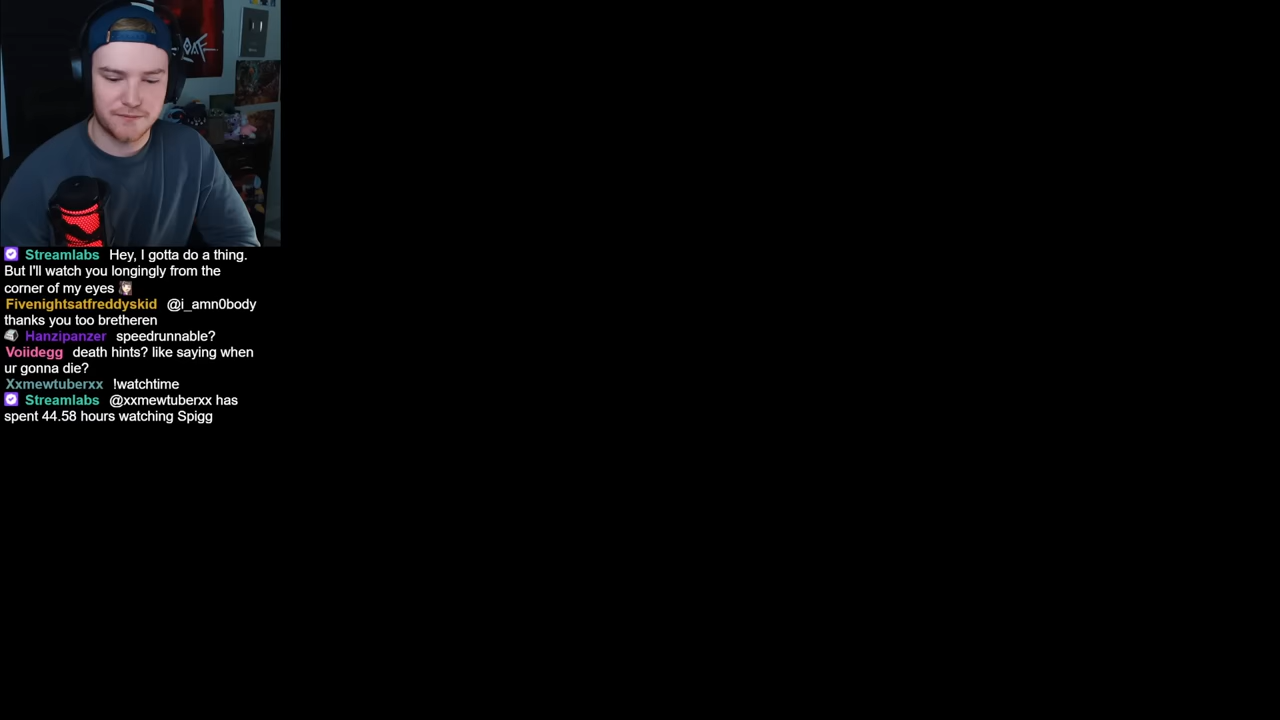 Streamlabs Hey, I gotta do a thing.
But I'll watch you longingly from the
corner of my eyes
Fivenightsatfreddyskid @i_amn0body
thanks you too bretheren
Hanzipanzer speedrunnable?
Voiidegg death hints? like saying when
ur gonna die?
Xxmewtuberxx !watchtime
Streamlabs @xxmewtuberxx has
spent 44.58 hours watching Spigg